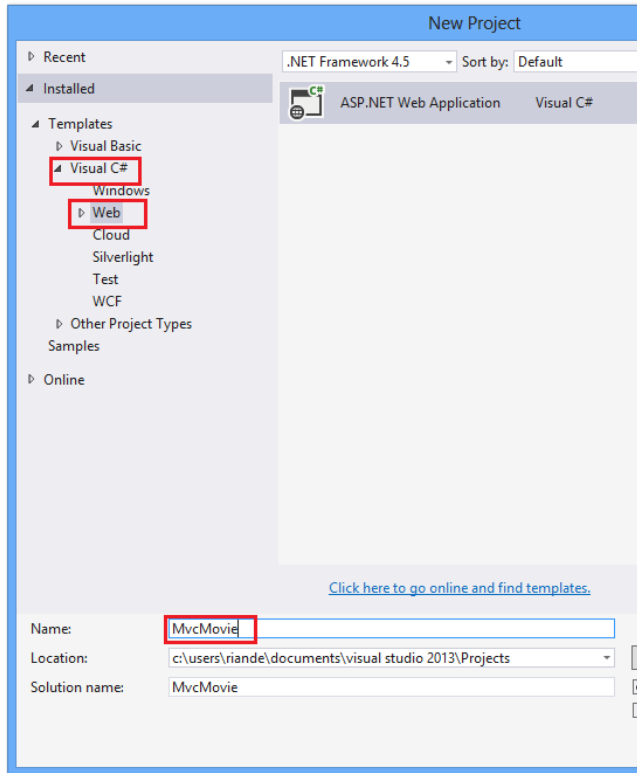 New Project
Recent
.NET Framework 4.5 Sort by: Default
Installed
C#
ASP.NET Web Application Visual C#
Templates
Visual Basic
Visual C#
Windows
Web
Cloud
Silverlight
Test
WCF
Other Project Types
Samples
Online
Click here to go online and find templates.
Name: MvcMovie
Location: c:\users\riande\documents\visual studio 2013\Projects
Solution name: MvcMovie